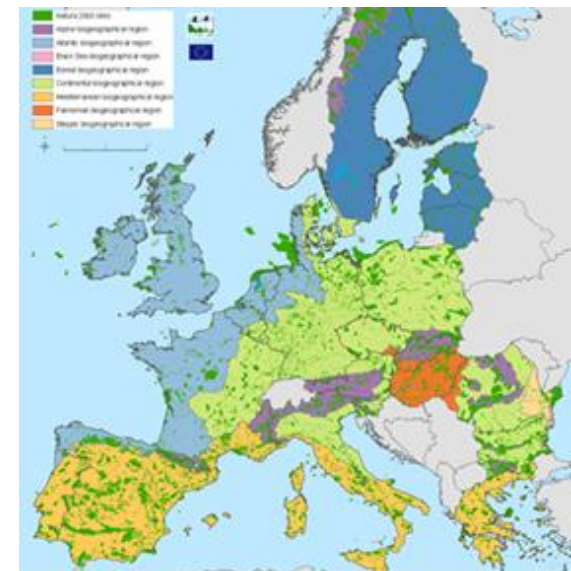 Natura 2000 sites
Alpine biogeographical region
Atlantic biogeographical region
Black Sea biogeographical region
Boreal biogeographical region
Continental biogeographical region
Mediterranean biogeographical region
Pannonian biogeographical region
Steppic biogeographical region